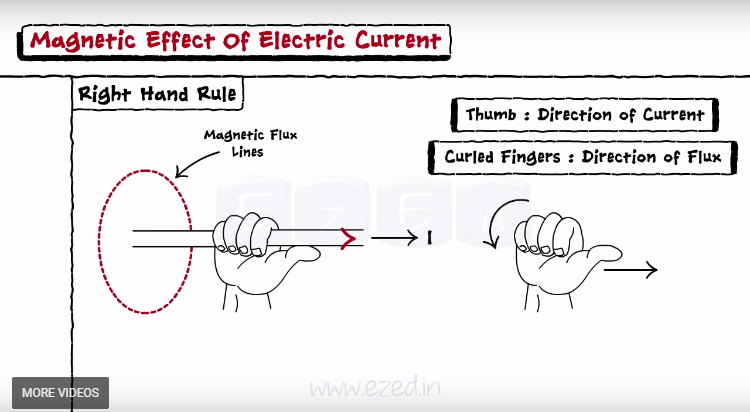 Magnetic Effect Of Electric Current
Right Hand Rule
Magnetic Flux
Lines
Thumb : Direction of Current
Curled Fingers : Direction of Flux
EZED
I
www.ezed.in
MORE VIDEOS